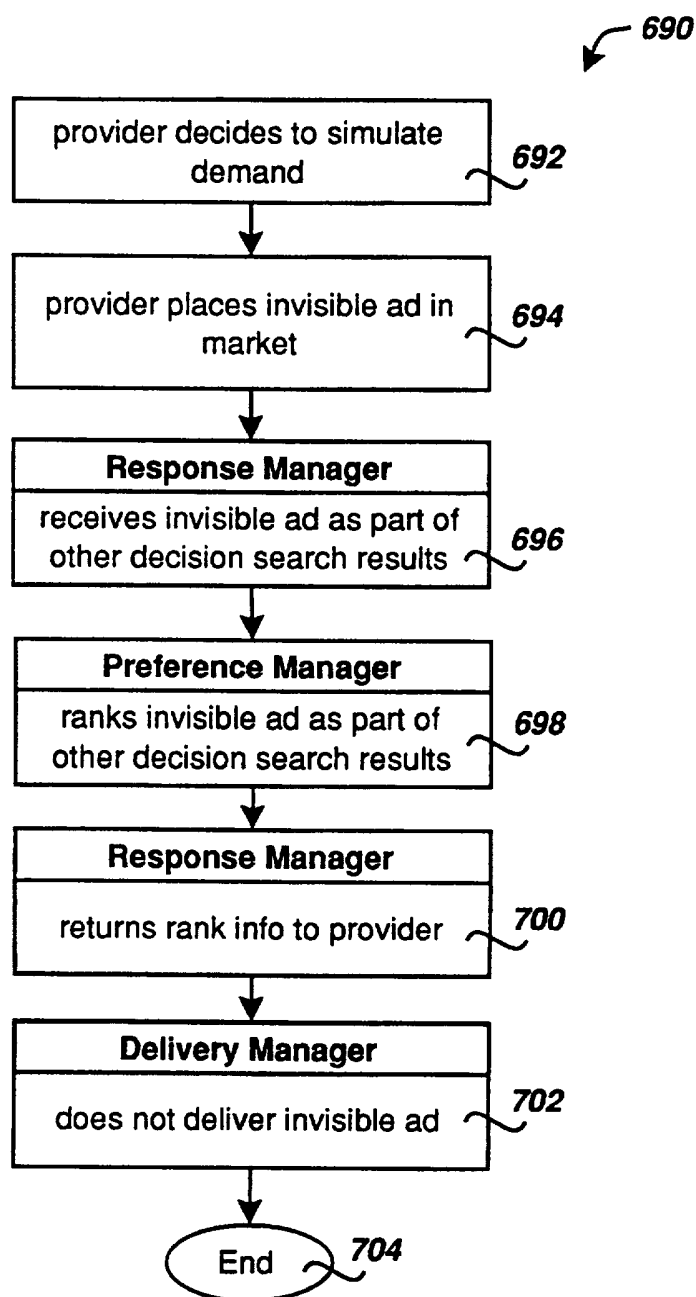 690
provider decides to simulate
demand
692
provider places invisible ad in
market
694
Response Manager
receives invisible ad as part of
other decision search results
696
Preference Manager
ranks invisible ad as part of
other decision search results
698
Response Manager
returns rank info to provider
700
Delivery Manager
does not deliver invisible ad
702
End
704